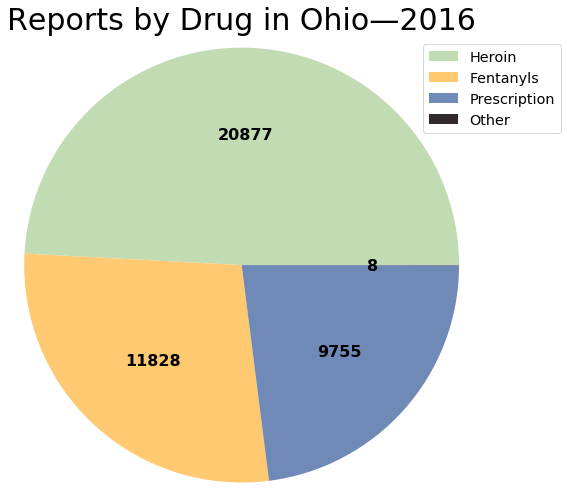 Reports by Drug in Ohio—2016
Heroin
Fentanyls
Prescription
Other
20877
8
9755
11828